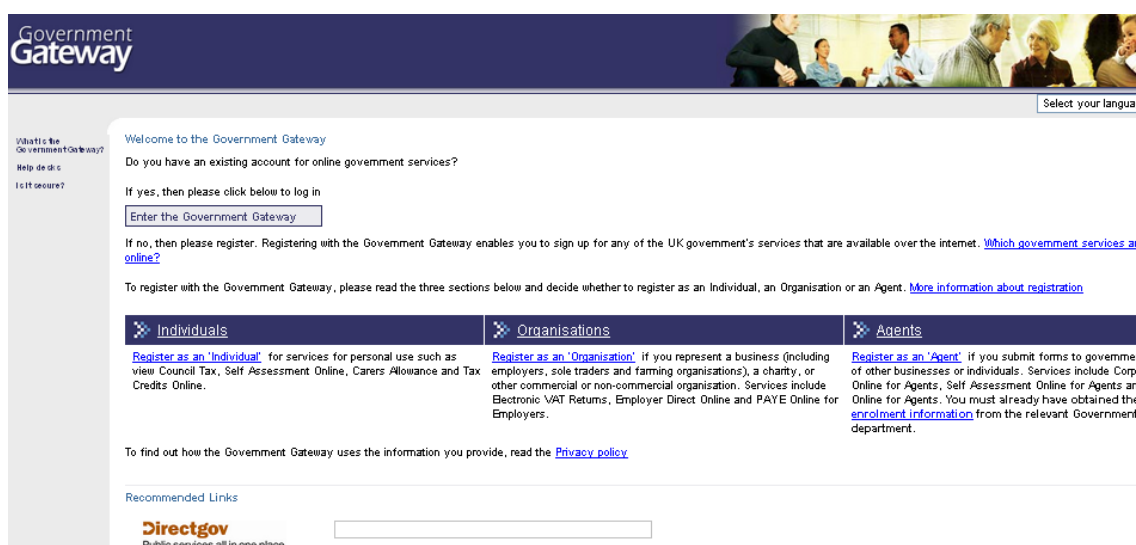 Government
Gateway
Select your langua
What is the
Government Gateway?
Help desks
Is it secure?
Welcome to the Government Gateway
Do you have an existing account for online government services?
If yes, then please click below to log in
Enter the Government Gateway
If no, then please register. Registering with the Government Gateway enables you to sign up for any of the UK government's services that are available over the internet. Which government services a
online?
To register with the Government Gateway, please read the three sections below and decide whether to register as an Individual, an Organisation or an Agent. More information about registration
Individuals
Register as an 'Individual' for services for personal use such as
view Council Tax, Self Assessment Online, Carers Allowance and Tax
Credits Online.
Organisations
Register as an 'Organisation' if you represent a business (including
employers, sole traders and farming organisations), a charity, or
other commercial or non-commercial organisation. Services include
Electronic VAT Returns, Employer Direct Online and PAYE Online for
Employers.
Agents
Register as an 'Agent' if you submit forms to governme
of other businesses or individuals. Services include Corp
Online for Agents, Self Assessment Online for Agents a
Online for Agents. You must already have obtained the
enrolment information from the relevant Government
department.
To find out how the Government Gateway uses the information you provide, read the Privacy policy
Recommended Links
Directgov
Public services all in one place